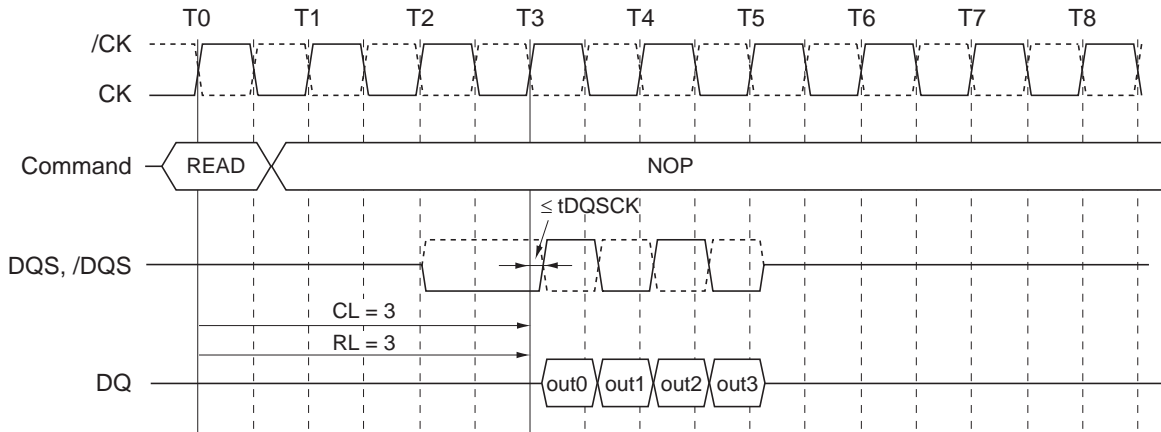 T0 T1 T2 T3 T4 T5 T6 T7 T8
/CK
CK
Command READ NOP
≤ tDQSCK
DQS, /DQS
CL = 3
RL = 3
DQ out0 out1 out2 out3